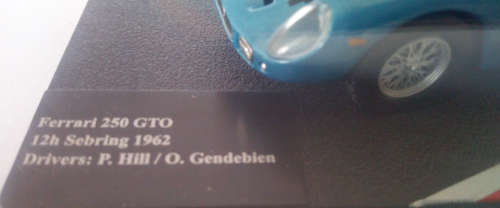 Ferrari 250 GTO
12h Sebring 1962
Drivers: P. Hill / O. Gendebien